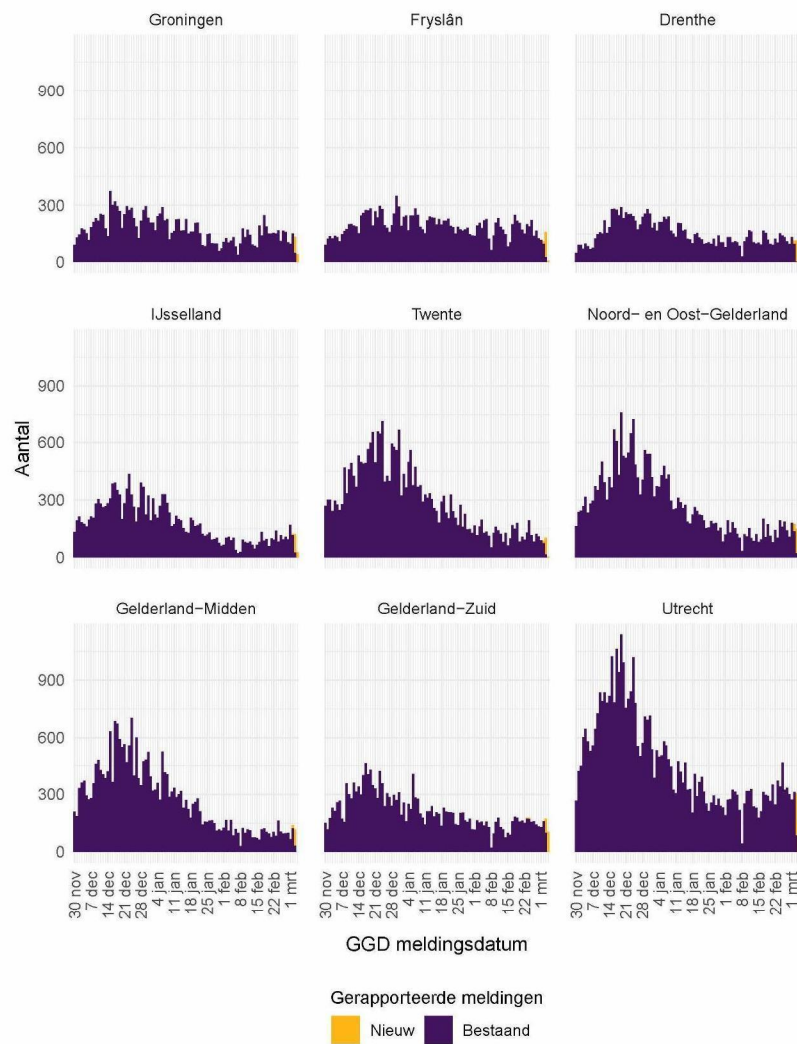 Groningen
Fryslân
Drenthe
900
600
300
0
IJsselland
Twente
Noord− en Oost−Gelderland
900
600
300
0
Aantal
Gelderland−Midden
Gelderland−Zuid
Utrecht
900
600
300
0
30 nov
7 dec
14 dec
21 dec
28 dec
4 jan
11 jan
18 jan
25 jan
1 feb
8 feb
15 feb
22 feb
1 mrt
30 nov
7 dec
14 dec
21 dec
28 dec
4 jan
11 jan
18 jan
25 jan
1 feb
8 feb
15 feb
22 feb
1 mrt
30 nov
7 dec
14 dec
21 dec
28 dec
4 jan
11 jan
18 jan
25 jan
1 feb
8 feb
15 feb
22 feb
1 mrt
GGD meldingsdatum
Gerapporteerde meldingen
Nieuw Bestaand